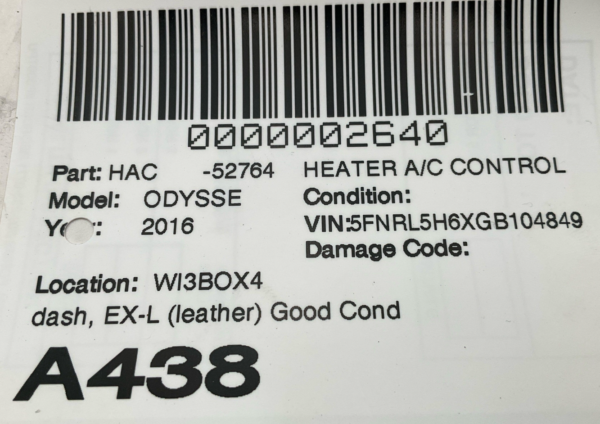 0000002640
Part: HAC -52764 HEATER A/C CONTROL
Model: ODYSSE Condition:
2016 VIN:5FNRL5H6XGB104849
Damage Code:
Location: WI3BOX4
dash, EX-L (leather) Good Cond
A438